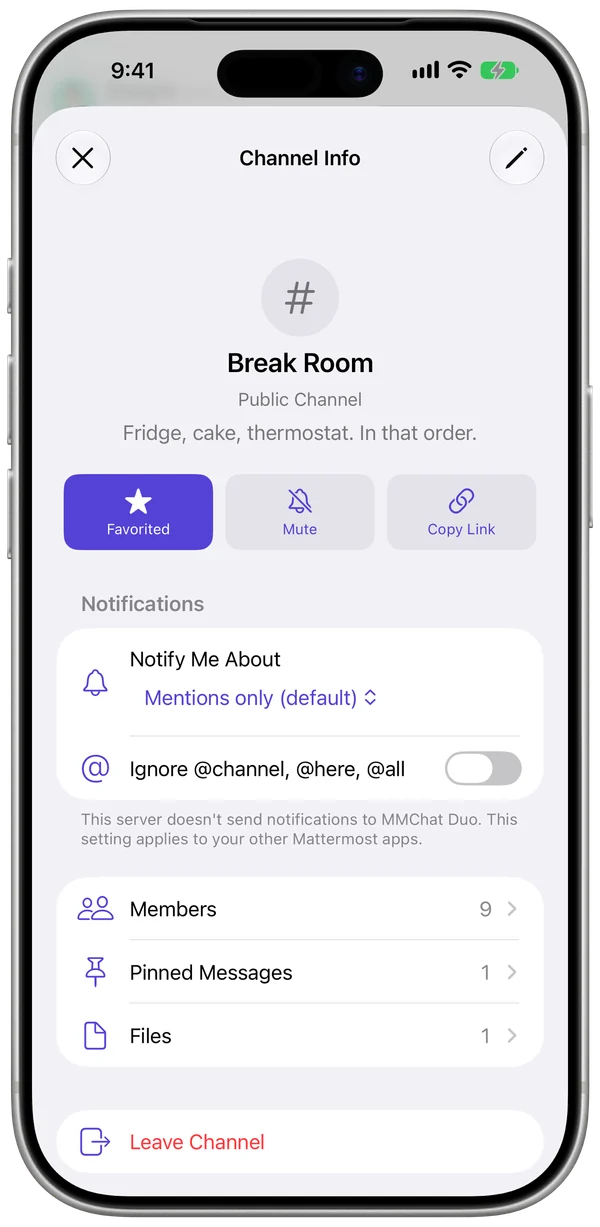 9:41
Channel Info
#
Break Room
Public Channel
Fridge, cake, thermostat. In that order.
Favorited
Mute
Copy Link
Notifications
Notify Me About
Mentions only (default)
@
Ignore @channel, @here, @all
This server doesn't send notifications to MMChat Duo. This
setting applies to your other Mattermost apps.
Members 9
Pinned Messages 1
Files 1
Leave Channel